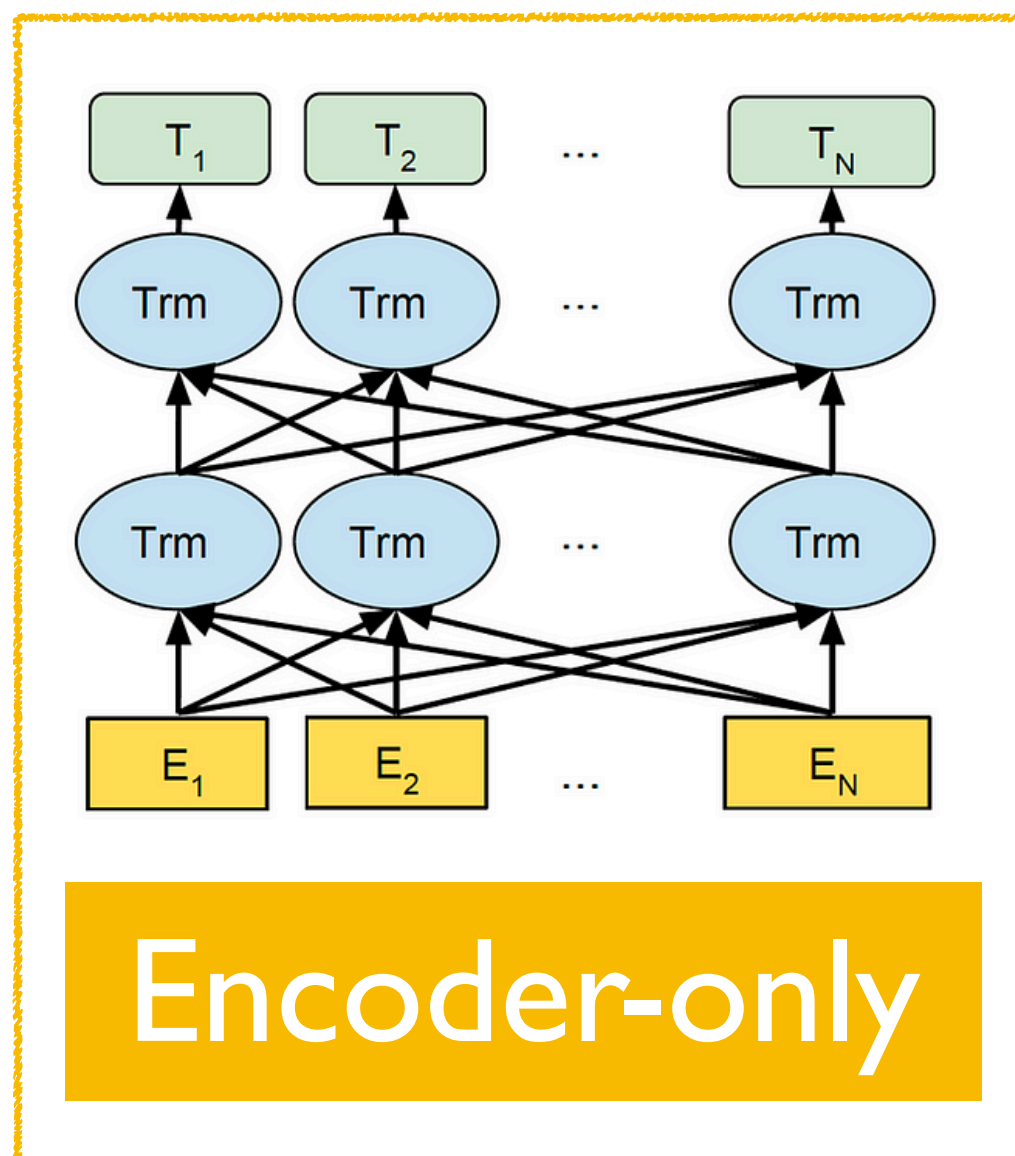 T1 T2 ... TN
Trm Trm ... Trm
Trm Trm ... Trm
E1 E2 ... EN
Encoder-only